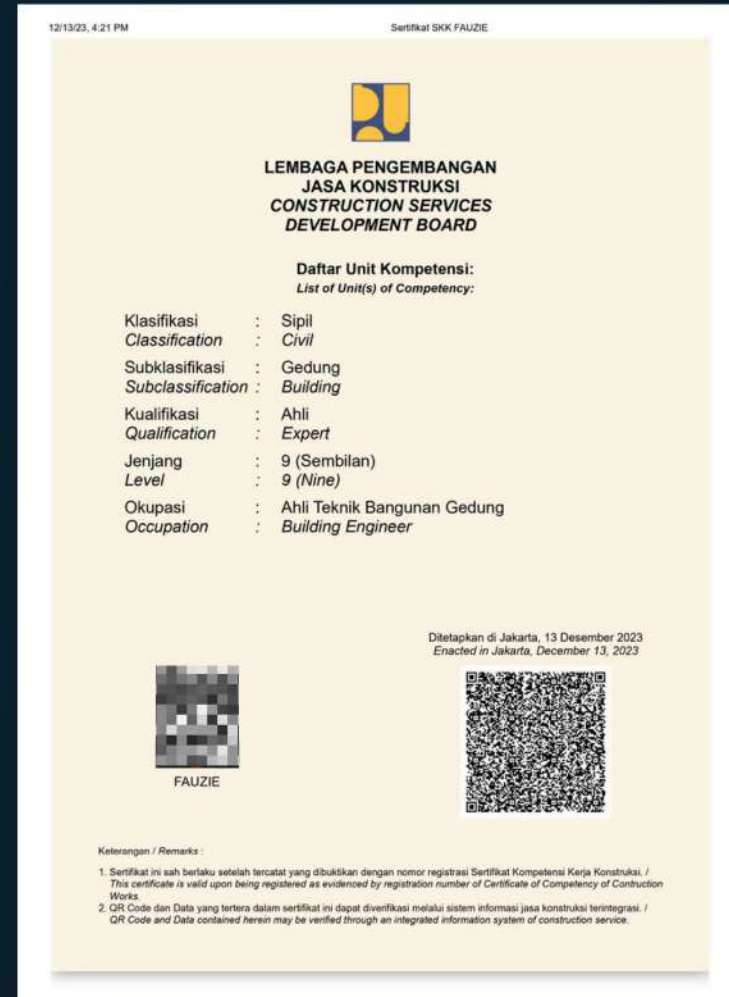 12/13/23, 4:21 PM
Sertifikat SKK FAUZIE
LEMBAGA PENGEMBANGAN
JASA KONSTRUKSI
CONSTRUCTION SERVICES
DEVELOPMENT BOARD
Daftar Unit Kompetensi:
List of Unit(s) of Competency:
Klasifikasi : Sipil
Classification : Civil
Subklasifikasi : Gedung
Subclassification : Building
Kualifikasi : Ahli
Qualification : Expert
Jenjang : 9 (Sembilan)
Level : 9 (Nine)
Okupasi : Ahli Teknik Bangunan Gedung
Occupation : Building Engineer
Ditetapkan di Jakarta, 13 Desember 2023
Enacted in Jakarta, December 13, 2023
FAUZIE
Keterangan / Remarks :
1. Sertifikat ini sah berlaku setelah tercatat yang dibuktikan dengan nomor registrasi Sertifikat Kompetensi Kerja Konstruksi. /
This certificate is valid upon being registered as evidenced by registration number of Certificate of Competency of Contruction
Works.
2. QR Code dan Data yang tertera dalam sertifikat ini dapat diverifikasi melalui sistem informasi jasa konstruksi terintegrasi. /
QR Code and Data contained herein may be verified through an integrated information system of construction service.